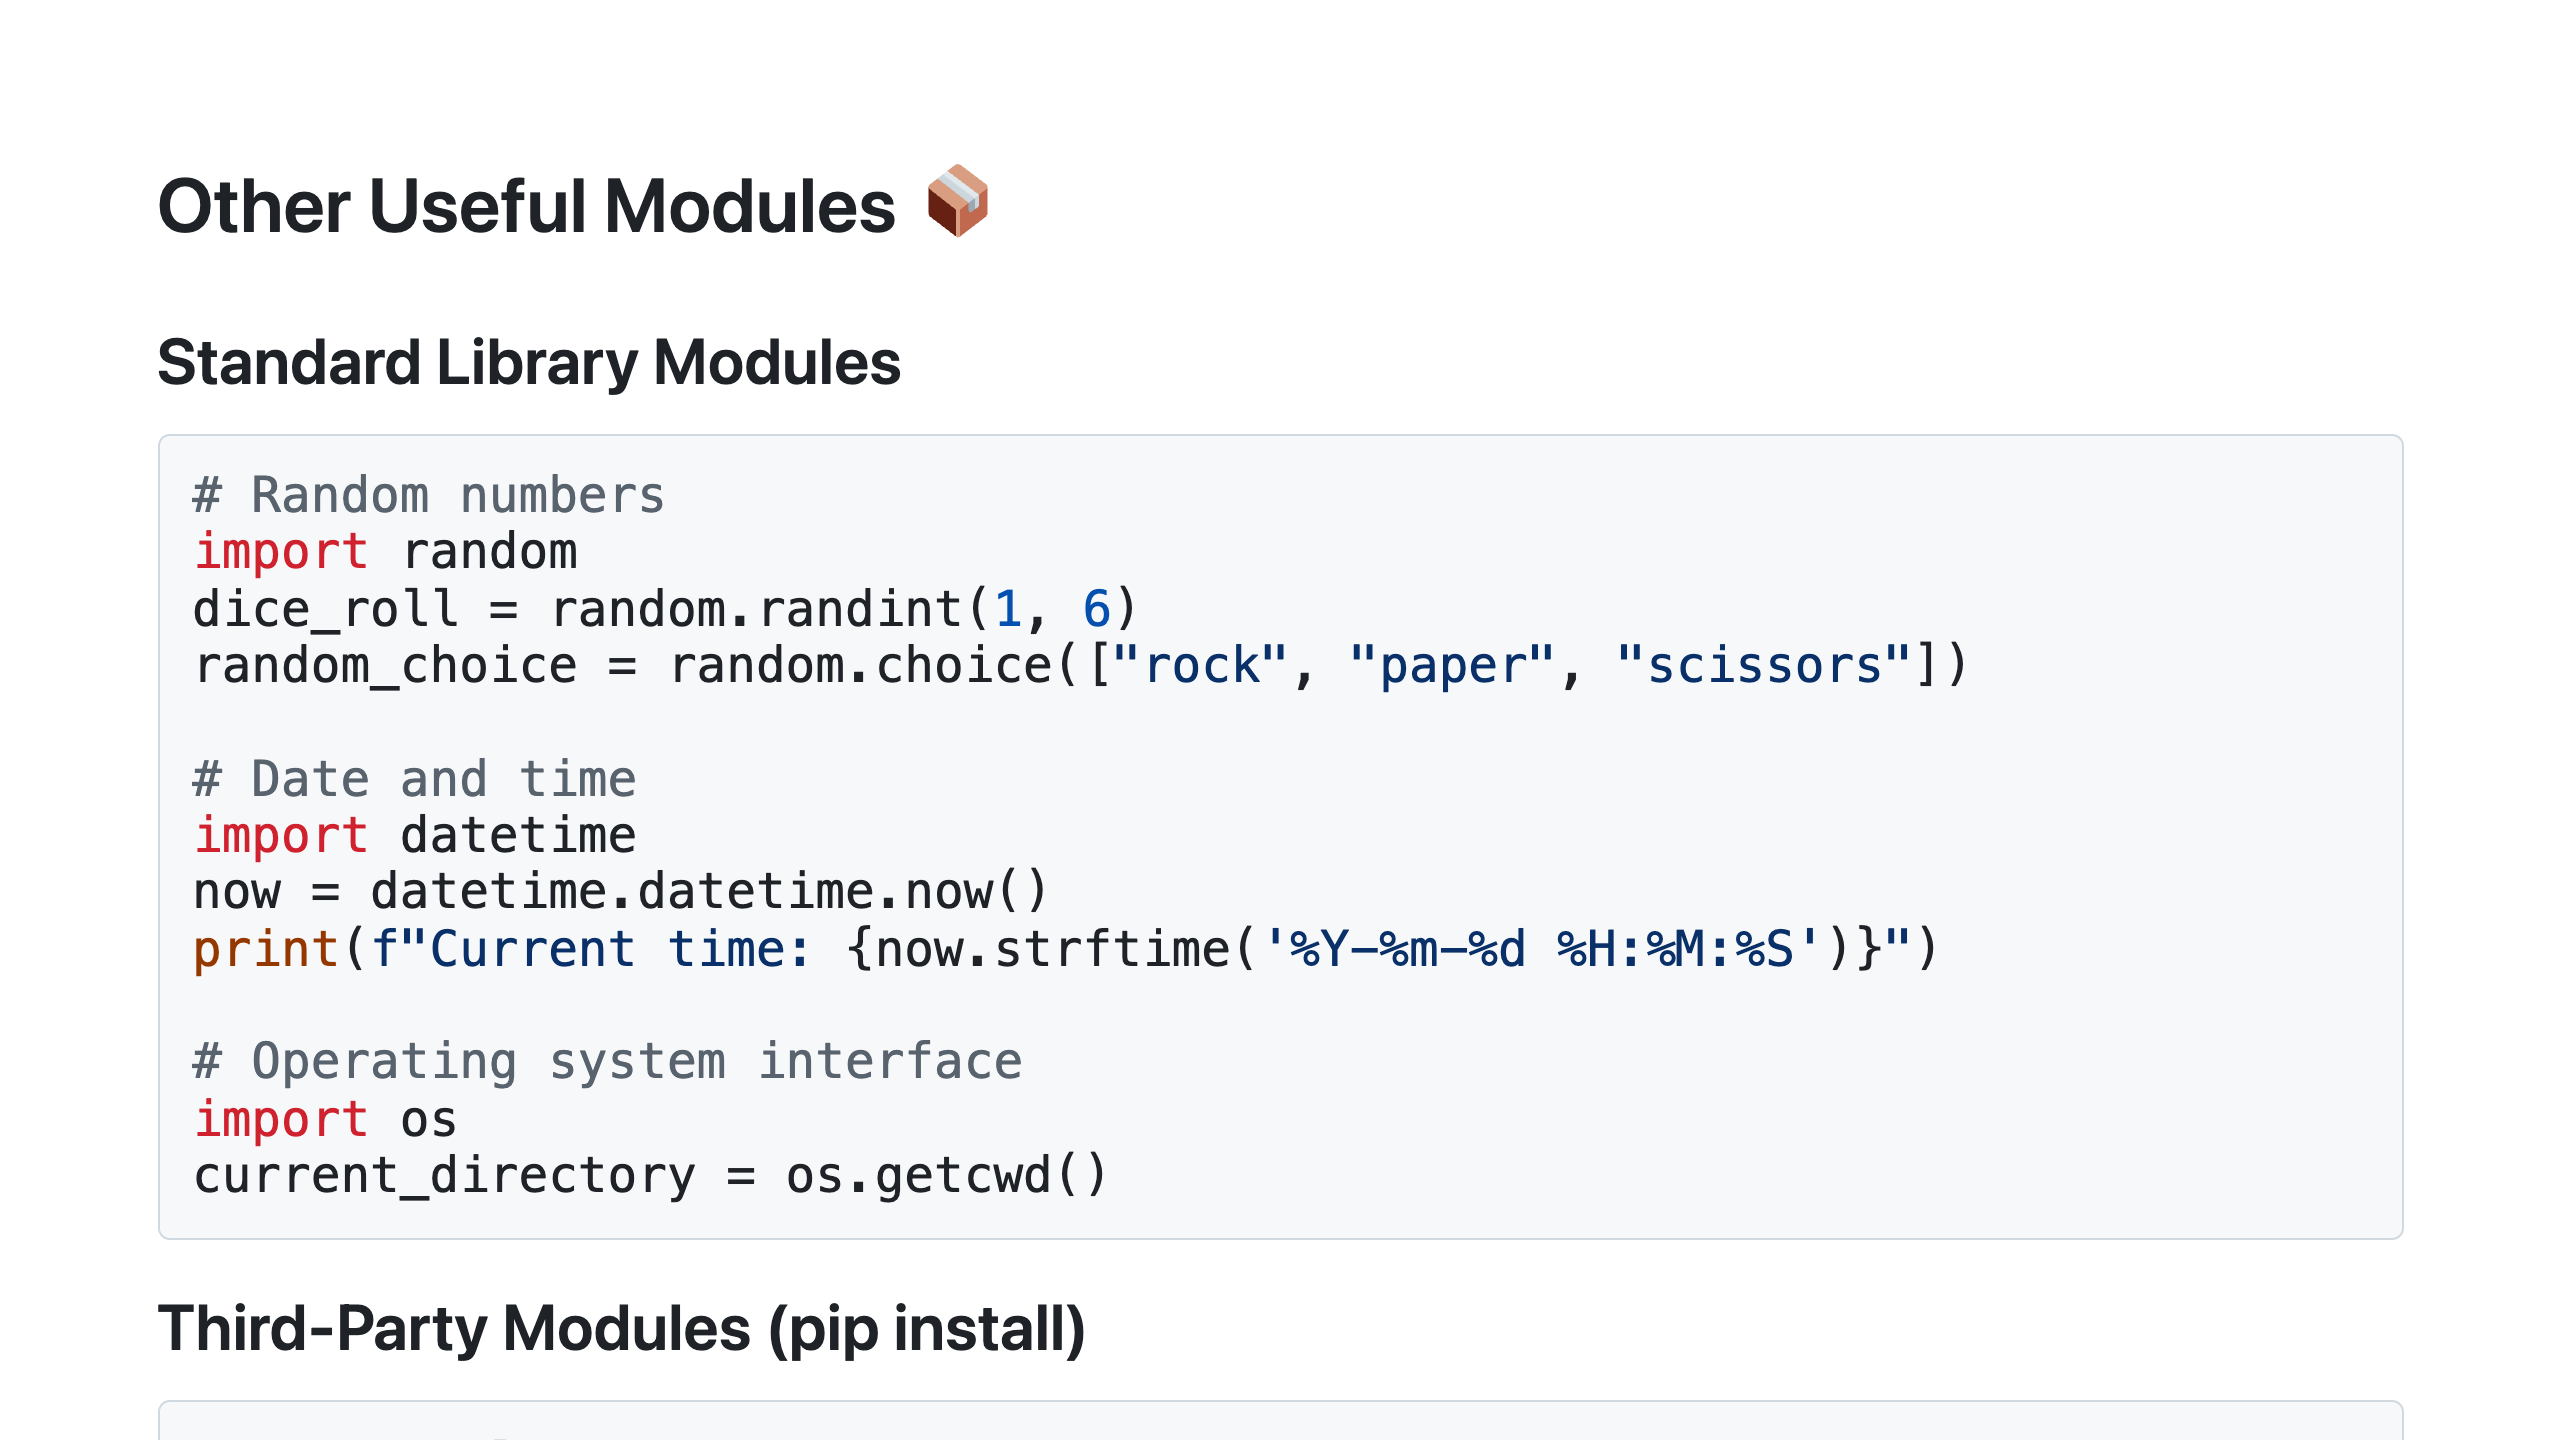 Other Useful Modules 📦
Standard Library Modules
# Random numbers
import random
dice_roll = random.randint(1, 6)
random_choice = random.choice(["rock", "paper", "scissors"])
# Date and time
import datetime
now = datetime.datetime.now()
print(f"Current time: {now.strftime('%Y-%m-%d %H:%M:%S')}")
# Operating system interface
import os
current_directory = os.getcwd()
Third-Party Modules (pip install)